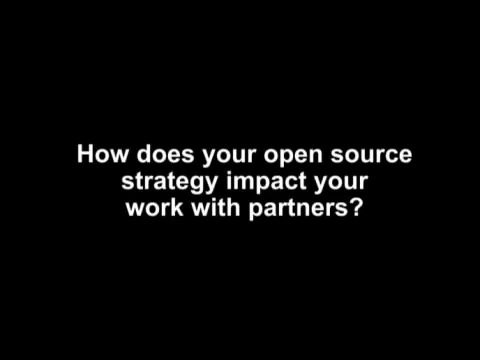 How does your open source
strategy impact your
work with partners?